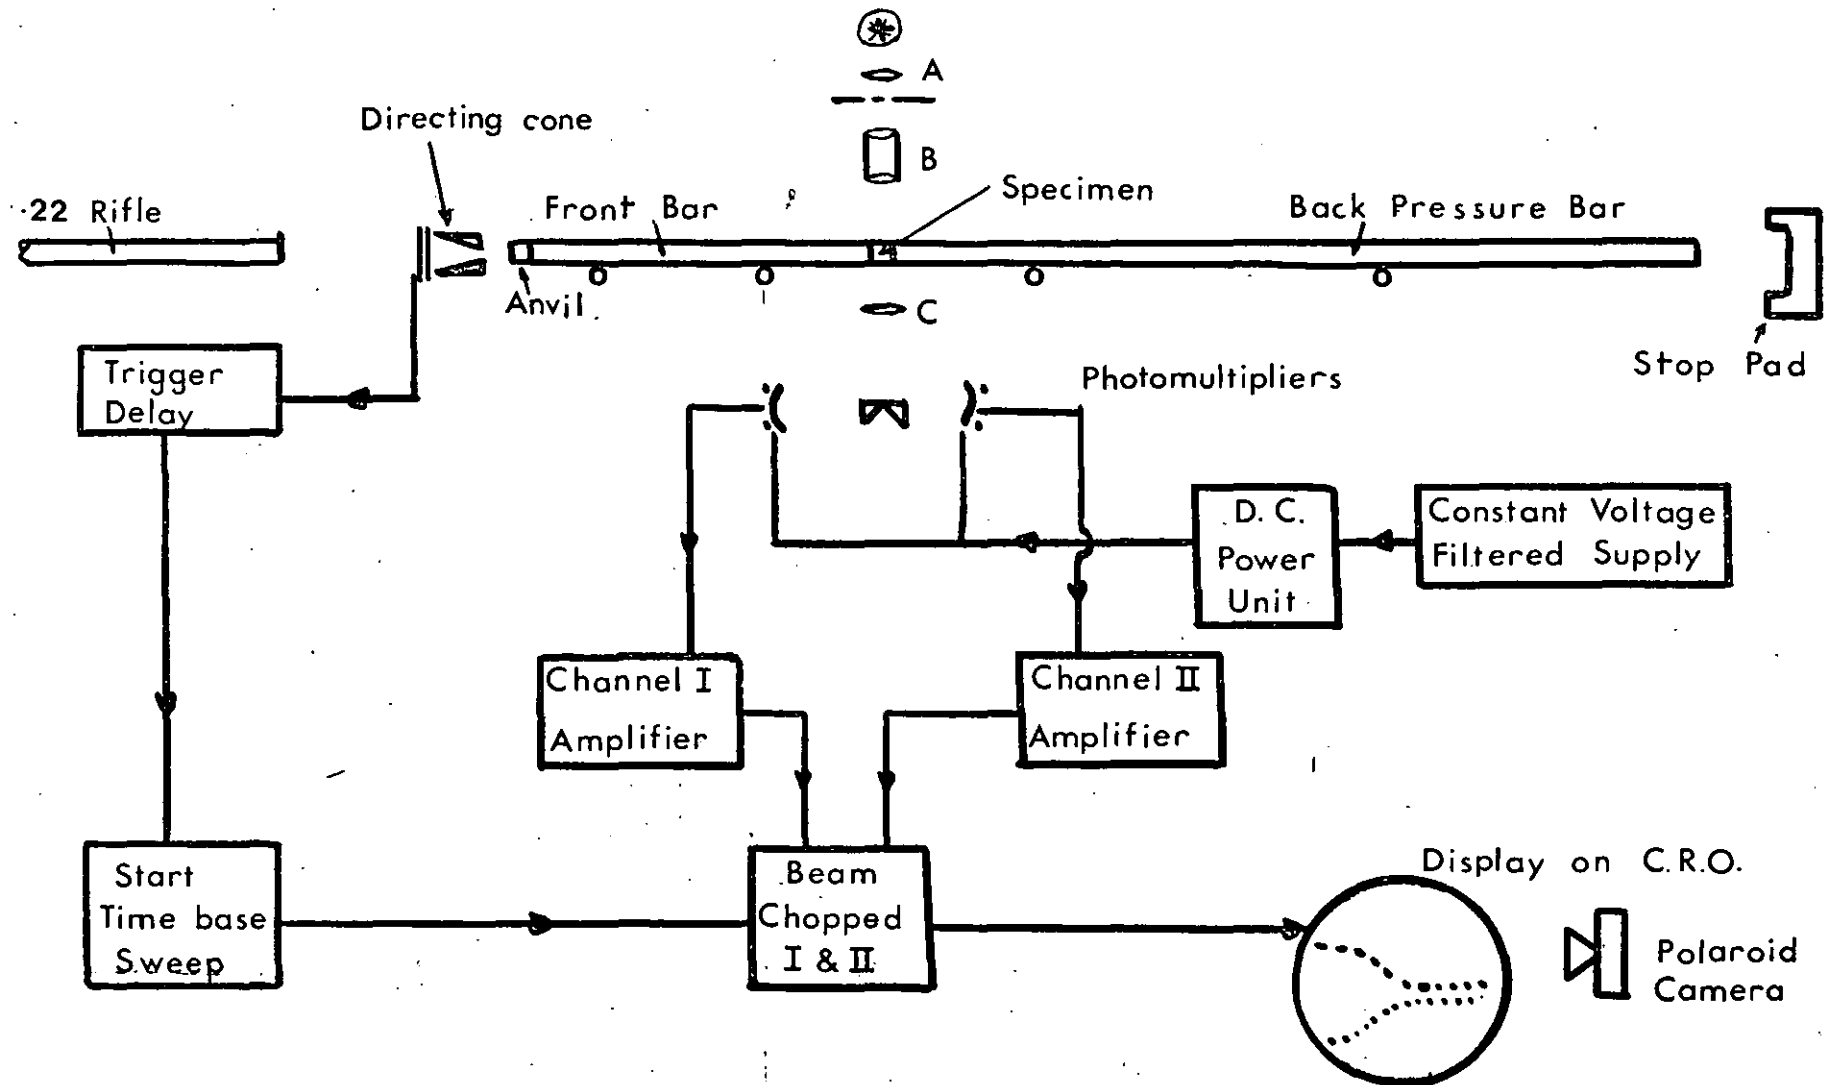 A
Directing cone
B
Specimen
.22 Rifle
Front Bar
Back Pressure Bar
Anvil.
C
Stop Pad
Trigger
Delay
Photomultipliers
D.C.
Power
Unit
Constant Voltage
Filtered Supply
Channel I
Amplifier
Channel II
Amplifier
Start
Time base
Sweep
Beam
Chopped
I & II
Display on C.R.O.
Polaroid
Camera